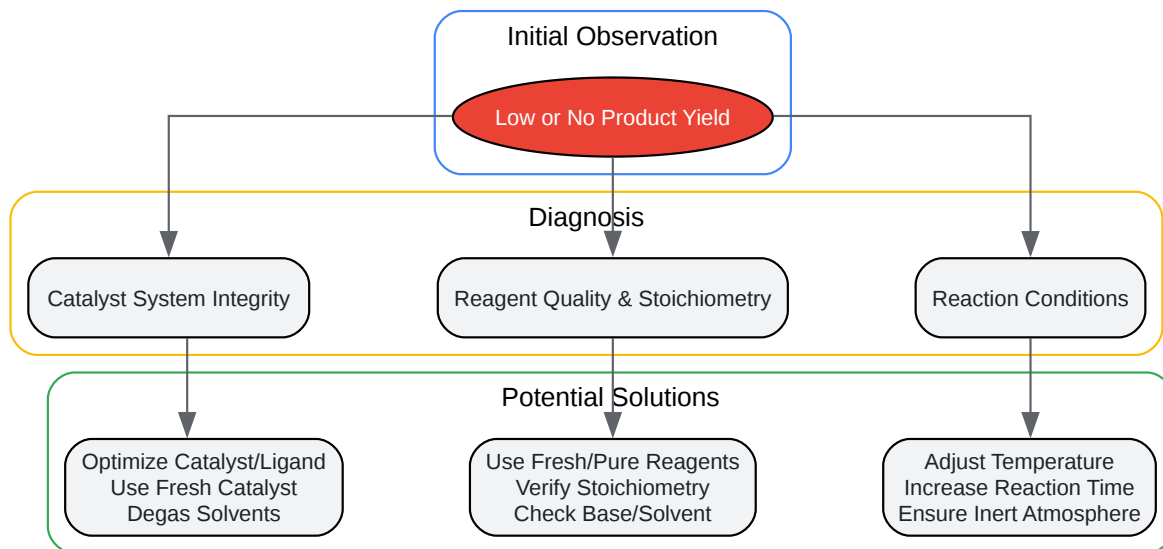 Initial Observation
Low or No Product Yield
Diagnosis
Catalyst System Integrity
Reagent Quality & Stoichiometry
Reaction Conditions
Potential Solutions
Optimize Catalyst/Ligand
Use Fresh Catalyst
Degas Solvents
Use Fresh/Pure Reagents
Verify Stoichiometry
Check Base/Solvent
Adjust Temperature
Increase Reaction Time
Ensure Inert Atmosphere